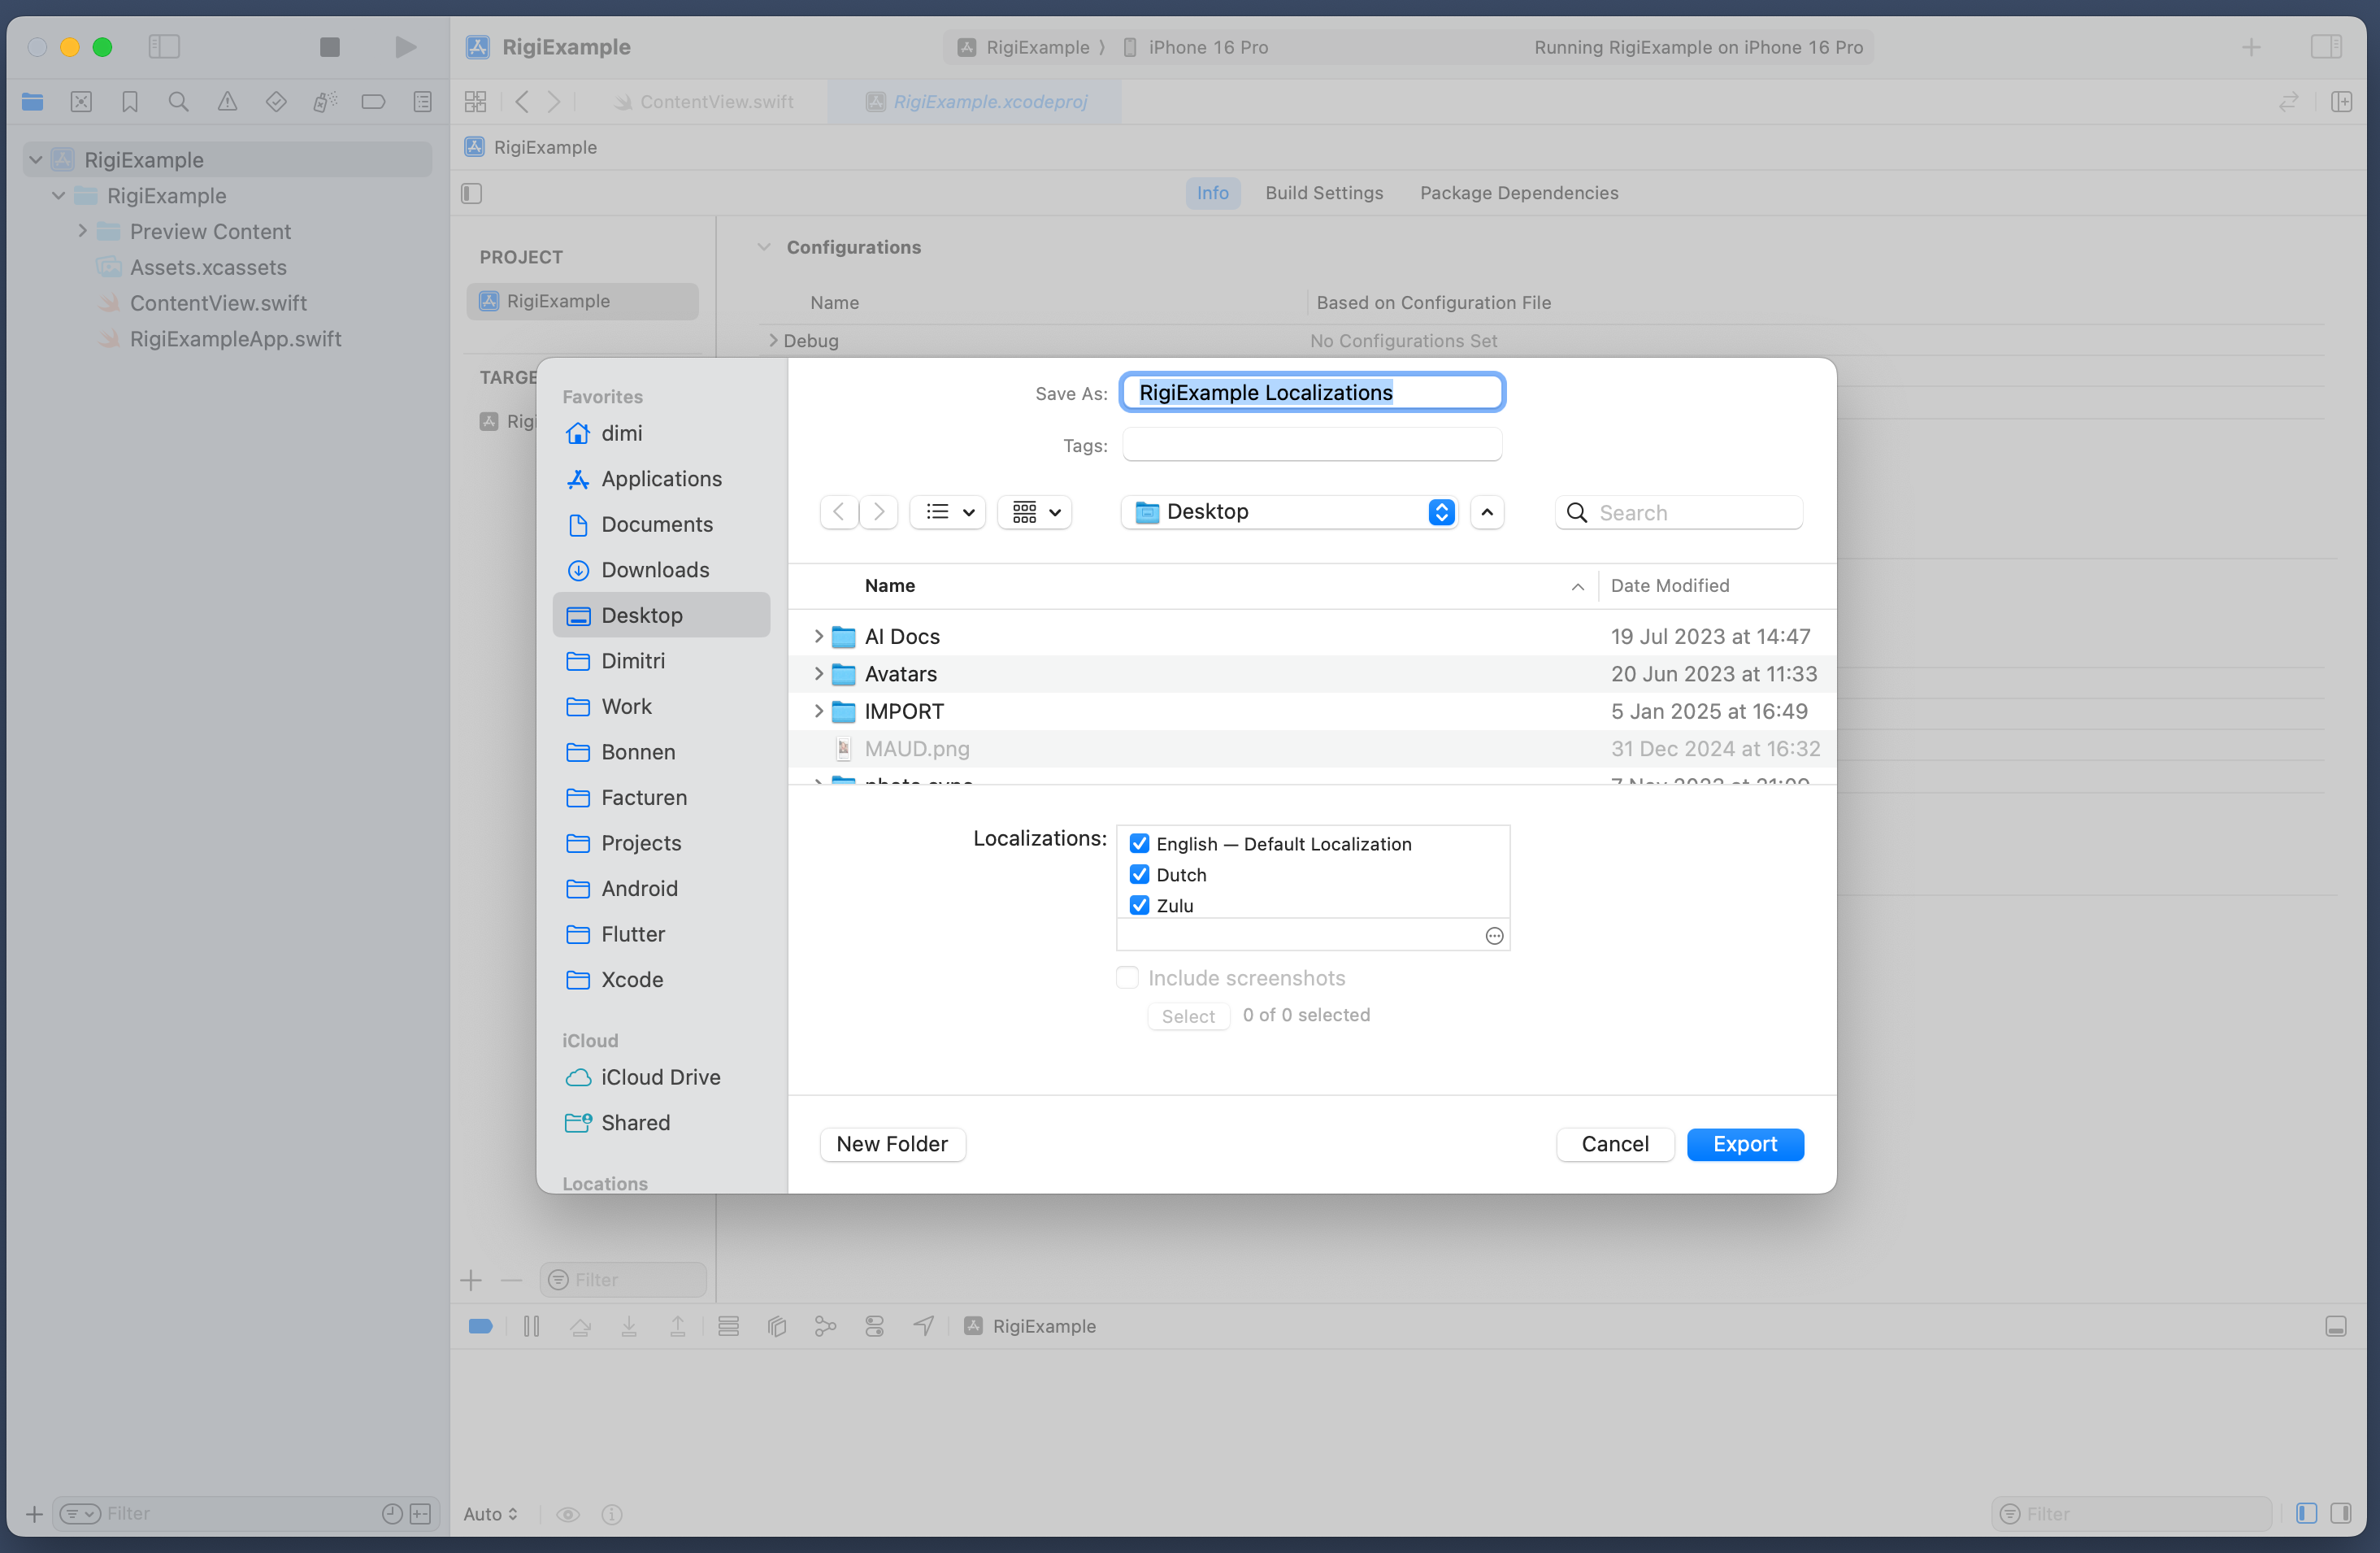 RigiExample
RigiExample
iPhone 16 Pro
Running RigiExample on iPhone 16 Pro
ContentView.swift
RigiExample.xcodeproj
RigiExample
RigiExample
Preview Content
Assets.xcassets
ContentView.swift
RigiExampleApp.swift
RigiExample
Info
Build Settings
Package Dependencies
PROJECT
RigiExample
TARGE
Rigi
Configurations
Name
Based on Configuration File
Debug
No Configurations Set
Favorites
dimi
Applications
Documents
Downloads
Desktop
Dimitri
Work
Bonnen
Facturen
Projects
Android
Flutter
Xcode
iCloud
iCloud Drive
Shared
Locations
Save As: RigiExample Localizations
Tags:
Desktop
Search
Name
Date Modified
AI Docs 19 Jul 2023 at 14:47
Avatars 20 Jun 2023 at 11:33
IMPORT 5 Jan 2025 at 16:49
MAUD.png 31 Dec 2024 at 16:32
Localizations:
English — Default Localization
Dutch
Zulu
Include screenshots
Select 0 of 0 selected
New Folder
Cancel
Export
Filter
RigiExample
Filter
Auto
Filter